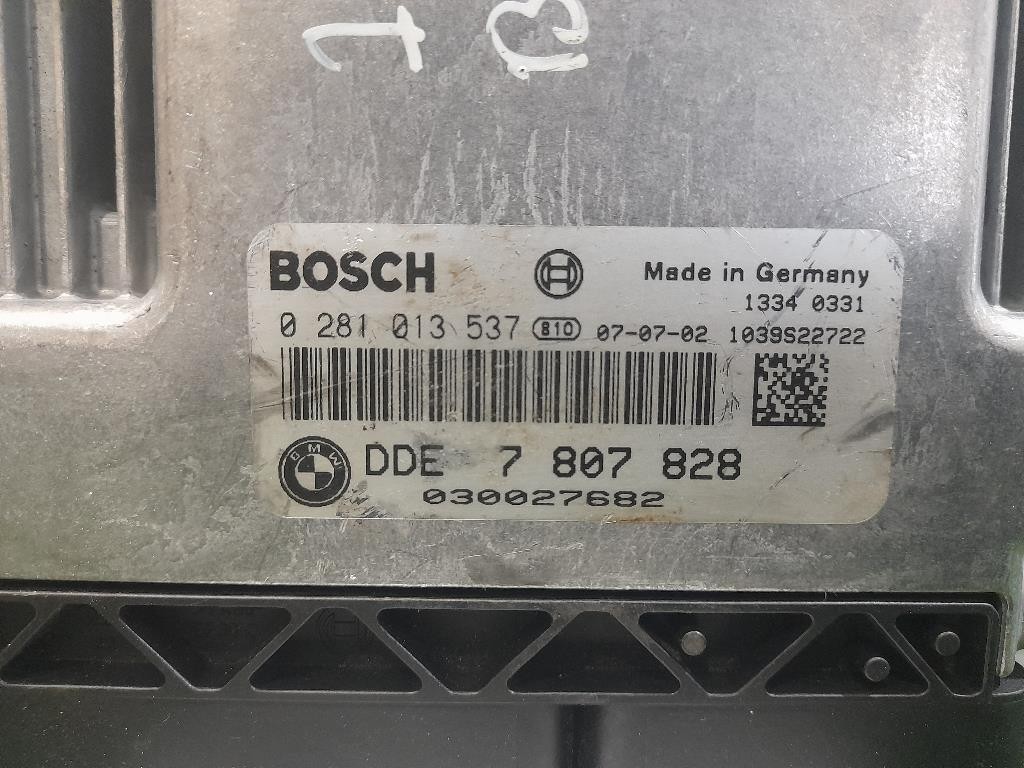 BOSCH
Made in Germany
1334 0331
0 281 013 537 810 07-07-02 1039S22722
BMW
DDE 7 807 828
030027682